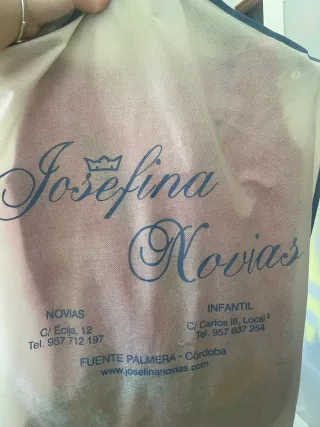 Josefina
Novias
NOVIAS
C/ Écija, 12
Tel. 957 712 197
INFANTIL
C/ Carlos III, Local A
Tel. 957 637 254
FUENTE PALMERA - Córdoba
www.josefinanovias.com